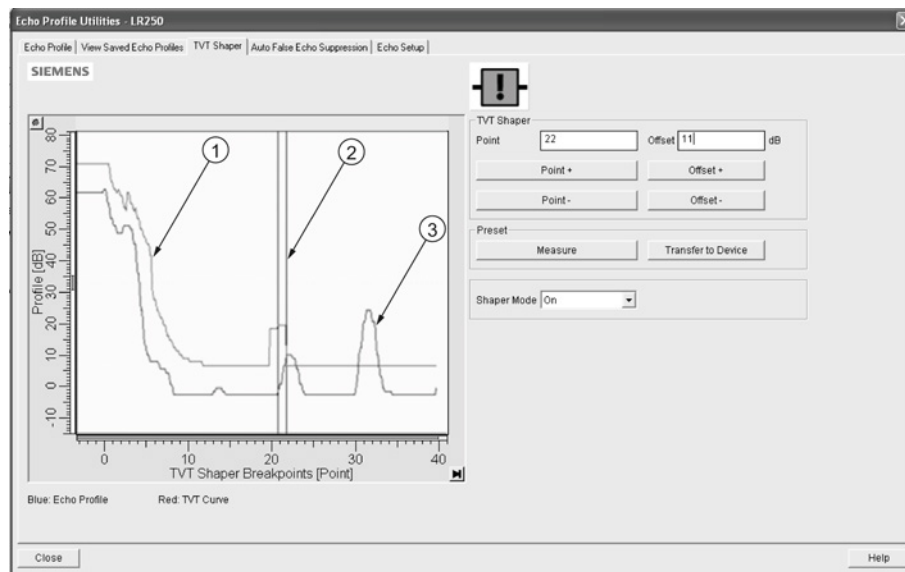 Echo Profile Utilities - LR250
Echo Profile View Saved Echo Profiles TVT Shaper Auto False Echo Suppression Echo Setup
SIEMENS
TVT Shaper
Point 22 Offset 11 dB
Point + Offset +
Point - Offset -
Preset
Measure Transfer to Device
Shaper Mode On
Profile [dB]
80
70
60
50
40
30
20
10
0
-10
1
2
3
0 20 40
TVT Shaper Breakpoints [Point]
Blue: Echo Profile Red: TVT Curve
Close Help